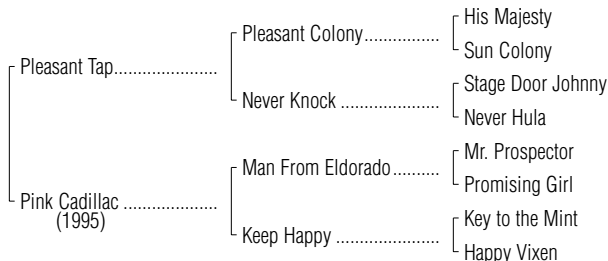 His Majesty
Pleasant Colony................
Sun Colony
Pleasant Tap......................
Stage Door Johnny
Never Knock .....................
Never Hula
Mr. Prospector
Man From Eldorado..........
Promising Girl
Pink Cadillac ....................
(1995)
Key to the Mint
Keep Happy ......................
Happy Vixen